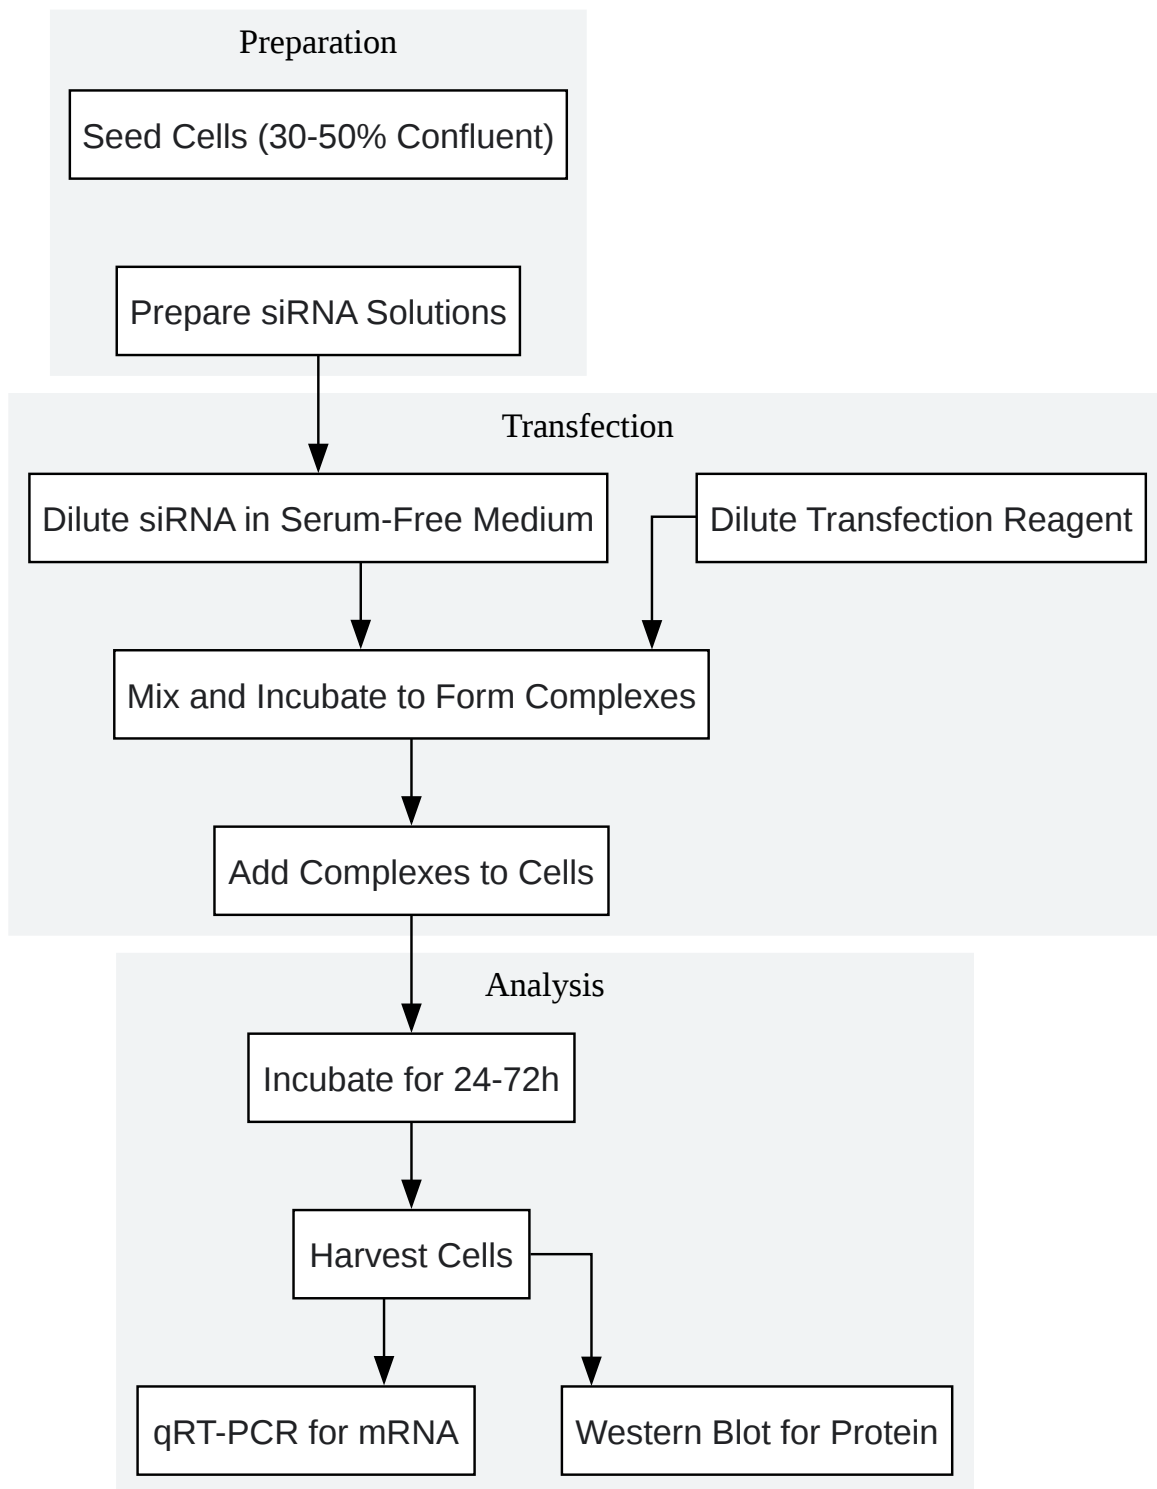 Preparation
Seed Cells (30-50% Confluent)
Prepare siRNA Solutions
Transfection
Dilute siRNA in Serum-Free Medium
Dilute Transfection Reagent
Mix and Incubate to Form Complexes
Add Complexes to Cells
Analysis
Incubate for 24-72h
Harvest Cells
qRT-PCR for mRNA
Western Blot for Protein